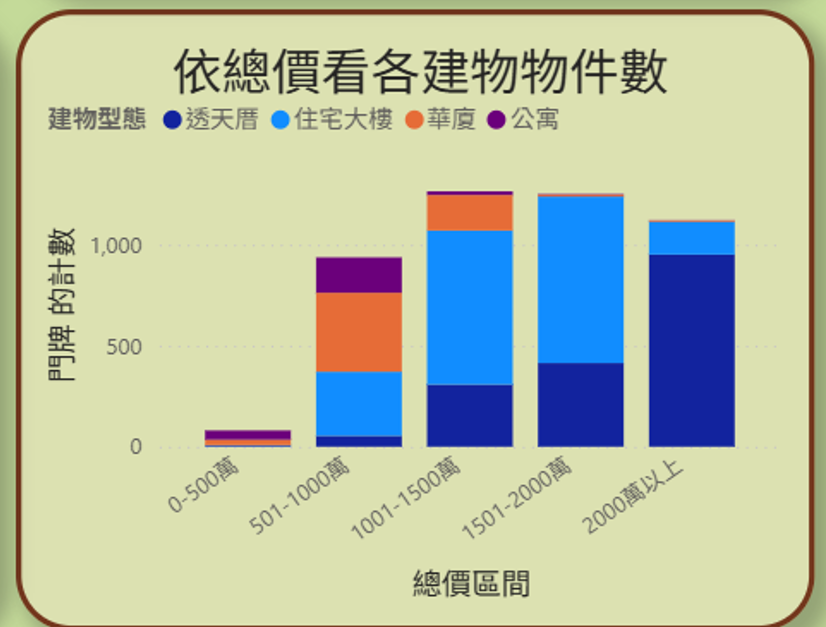 依總價看各建物物件數
建物型態 透天厝 住宅大樓 華廈 公寓
門牌 的計數
1,000
500
0
0-500萬
501-1000萬
1001-1500萬
1501-2000萬
2000萬以上
總價區間